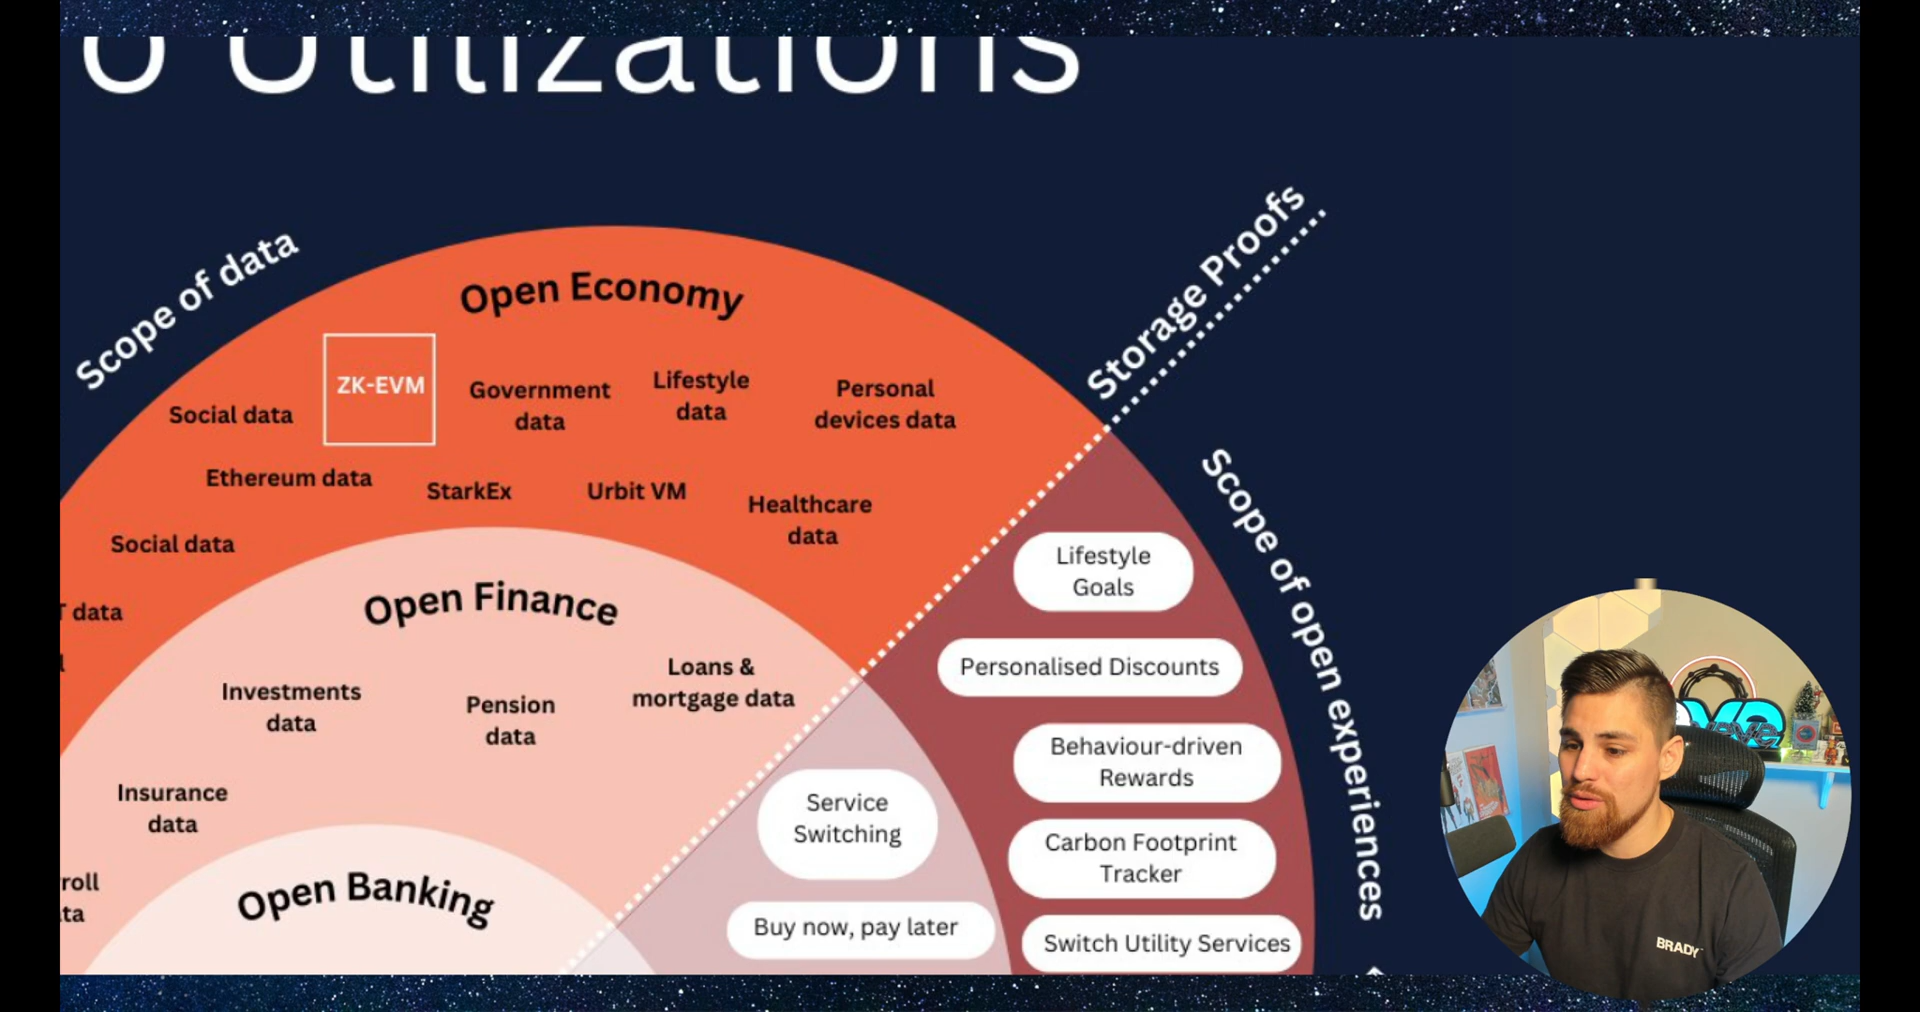 o Utilizations
Scope of data
Open Economy
Storage Proofs
ZK-EVM
Social data
Government
data
Lifestyle
data
Personal
devices data
Ethereum data
StarkEx
Urbit VM
Healthcare
data
Social data
data
Scope of open experiences
Lifestyle
Goals
Personalised Discounts
Behaviour-driven
Rewards
Carbon Footprint
Tracker
Switch Utility Services
Open Finance
Investments
data
Pension
data
Loans &
mortgage data
Insurance
data
Service
Switching
Buy now, pay later
Open Banking
BRADY